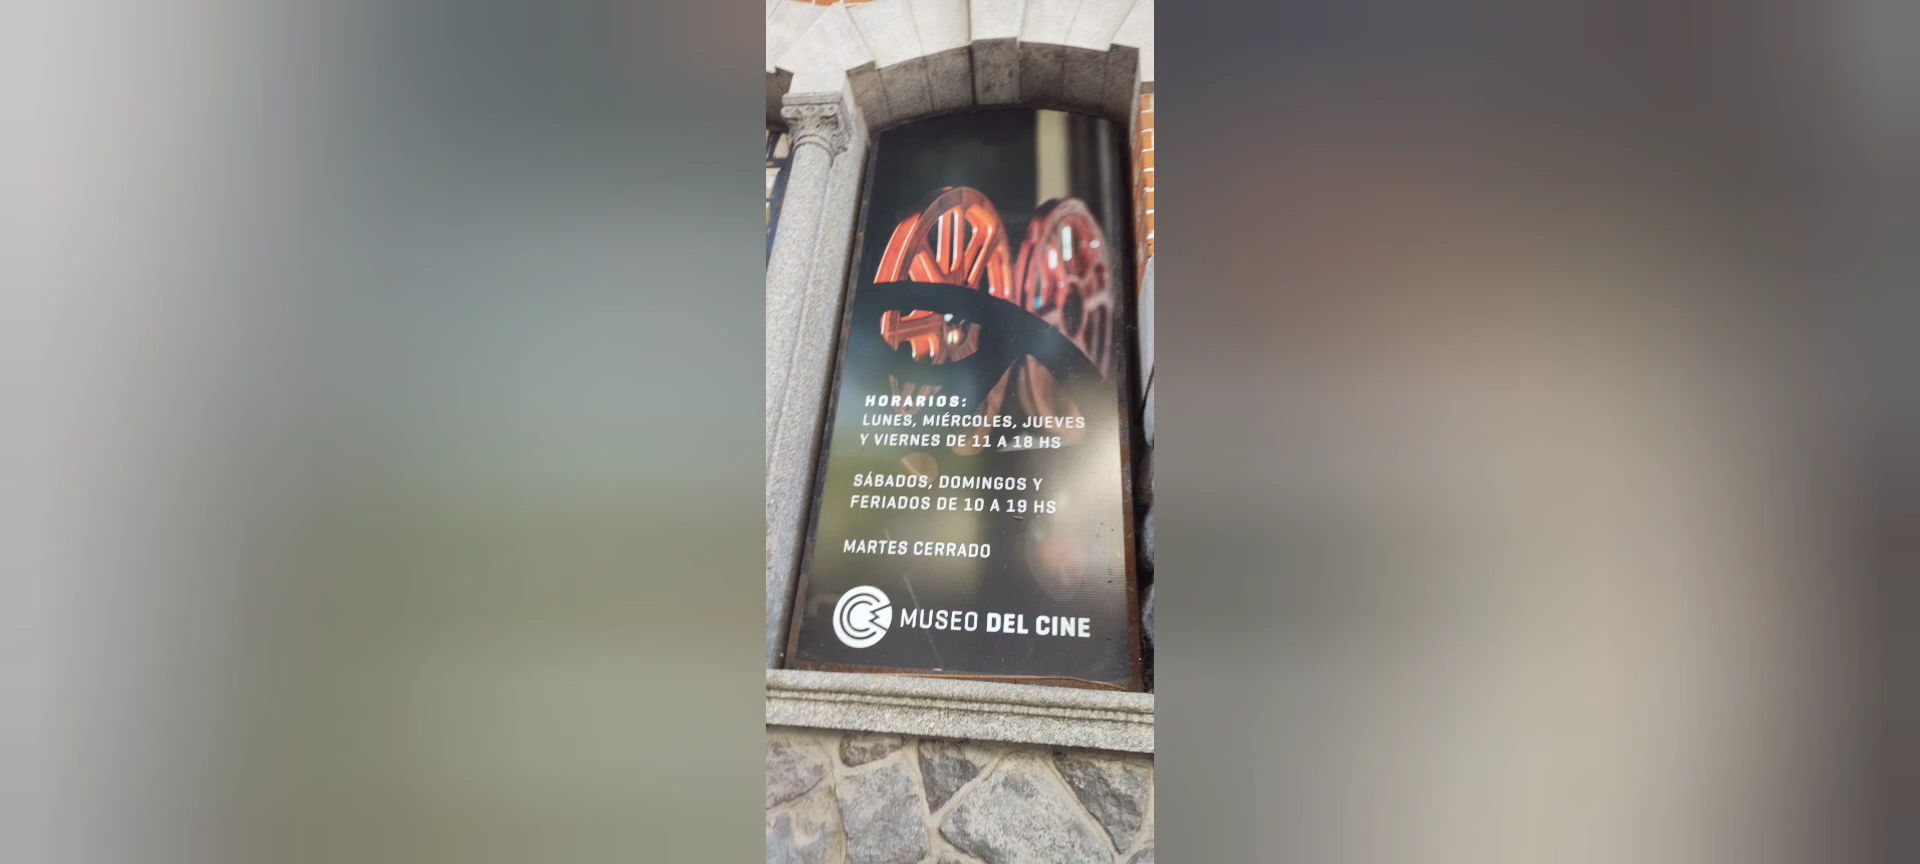 HORARIOS:
LUNES, MIÉRCOLES, JUEVES
Y VIERNES DE 11 A 18 HS
SÁBADOS, DOMINGOS Y
FERIADOS DE 10 A 19 HS
MARTES CERRADO
MUSEO DEL CINE